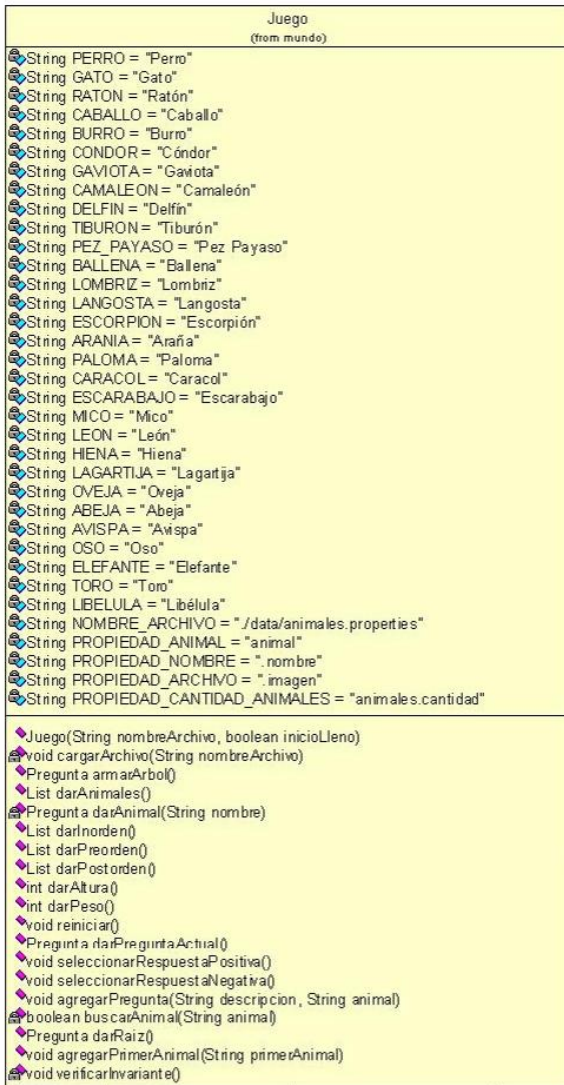 Juego
(from mundo)
String PERRO = "Perro"
String GATO = "Gato"
String RATON = "Ratón"
String CABALLO = "Caballo"
String BURRO = "Burro"
String CONDOR = "Cóndor"
String GAVIOTA = "Gaviota"
String CAMALEON = "Camaleón"
String DELFIN = "Delfín"
String TIBURON = "Tiburón"
String PEZ_PAYASO = "Pez Payaso"
String BALLENA = "Ballena"
String LOMBRIZ = "Lombriz"
String LANGOSTA = "Langosta"
String ESCORPION = "Escorpión"
String ARANIA = "Araña"
String PALOMA = "Paloma"
String CARACOL = "Caracol"
String ESCARABAJO = "Escarabajo"
String MICO = "Mico"
String LEON = "León"
String HIENA = "Hiena"
String LAGARTIJA = "Lagartija"
String OVEJA = "Oveja"
String ABEJA = "Abeja"
String AVISPA = "Avispa"
String OSO = "Oso"
String ELEFANTE = "Elefante"
String TORO = "Toro"
String LIBELULA = "Libélula"
String NOMBRE_ARCHIVO = "./data/animales.properties"
String PROPIEDAD_ANIMAL = "animal"
String PROPIEDAD_NOMBRE = ".nombre"
String PROPIEDAD_ARCHIVO = ".imagen"
String PROPIEDAD_CANTIDAD_ANIMALES = "animales.cantidad"
Juego(String nombreArchivo, boolean inicioLleno)
void cargarArchivo(String nombreArchivo)
Pregunta armarArbol()
List darAnimales()
Pregunta darAnimal(String nombre)
List darInorden()
List darPreorden()
List darPostorden()
int darAltura()
int darPeso()
void reiniciar()
Pregunta darPreguntaActual()
void seleccionarRespuestaPositiva()
void seleccionarRespuestaNegativa()
void agregarPregunta(String descripcion, String animal)
boolean buscarAnimal(String animal)
Pregunta darRaiz()
void agregarPrimerAnimal(String primerAnimal)
void verificarInvariante()